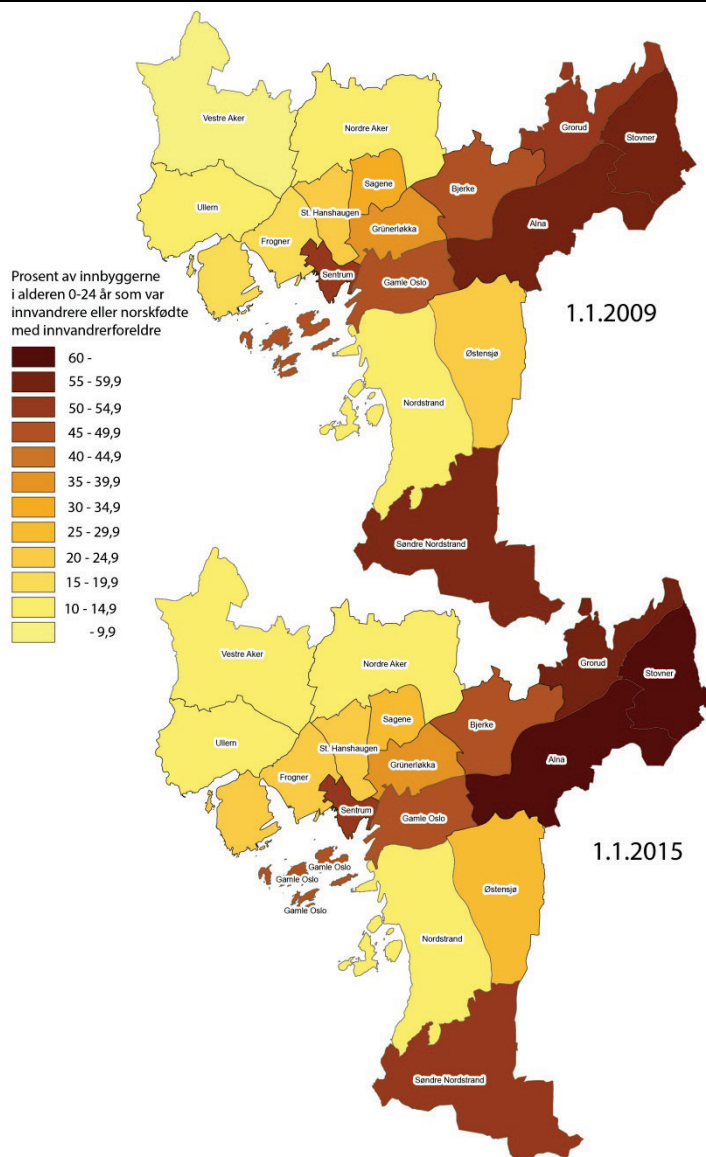 Vestre Aker
Nordre Aker
Grorud
Stovner
Sagene
Bjerke
Ullern
St. Hanshaugen
Alna
Frogner
Grünerløkka
Sentrum
Gamle Oslo
Prosent av innbyggerne
i alderen 0-24 år som var
innvandrere eller norskfødte
med innvandrerforeldre
1.1.2009
Østensjø
60 -
55 - 59,9
50 - 54,9
45 - 49,9
40 - 44,9
35 - 39,9
30 - 34,9
25 - 29,9
20 - 24,9
15 - 19,9
10 - 14,9
- 9,9
Nordstrand
Søndre Nordstrand
Vestre Aker
Nordre Aker
Grorud
Stovner
Sagene
Ullern
St. Hanshaugen
Bjerke
Alna
Frogner
Grünerløkka
Sentrum
Gamle Oslo
1.1.2015
Gamle Oslo
Gamle Oslo
Gamle Oslo
Østensjø
Nordstrand
Søndre Nordstrand